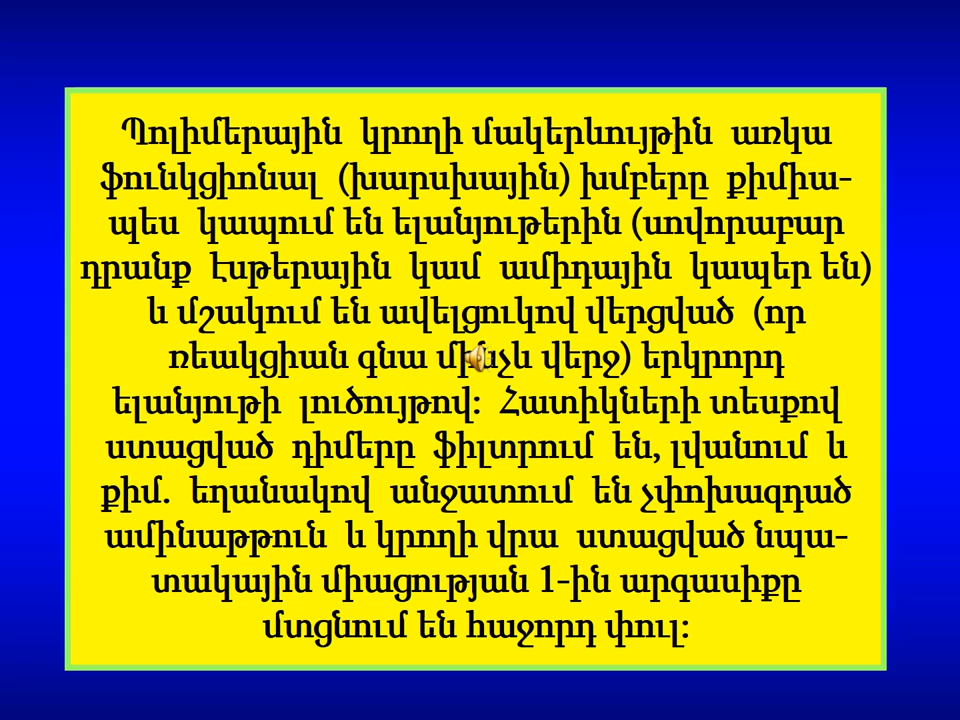 Պոլիմերային կրողի մակերևույթին առկա
ֆունկցիոնալ (խարսխային) խմբերը քիմիա-
պես կապում են ելանյութերին (սովորաբար
դրանք էսթերային կամ ամիդային կապեր են)
և մշակում են ավելցուկով վերցված (որ
ռեակցիան գնա մինչև վերջ) երկրորդ
ելանյութի լուծույթով: Հատիկների տեսքով
ստացված դիմերը ֆիլտրում են, լվանում և
քիմ. եղանակով անջատում են չփոխազդած
ամինաթթուն և կրողի վրա ստացված նպա-
տակային միացության 1-ին արգասիքը
մտցնում են հաջորդ փուլ: